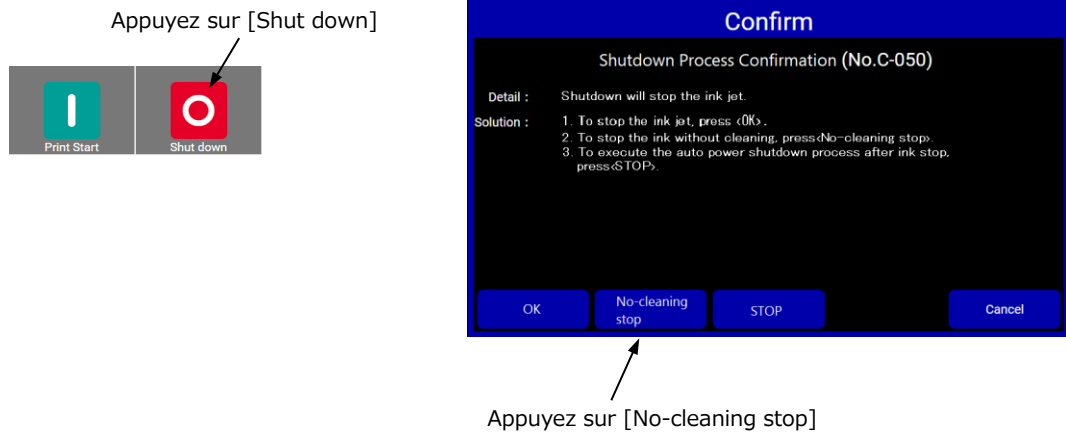 Appuyez sur [Shut down]
Print Start
Shut down
Confirm
Shutdown Process Confirmation (No.C-050)
Detail : Shutdown will stop the ink jet.
Solution : 1. To stop the ink jet, press <OK>.
2. To stop the ink without cleaning, press<No-cleaning stop>.
3. To execute the auto power shutdown process after ink stop,
press<STOP>.
OK
No-cleaning
stop
STOP
Cancel
Appuyez sur [No-cleaning stop]